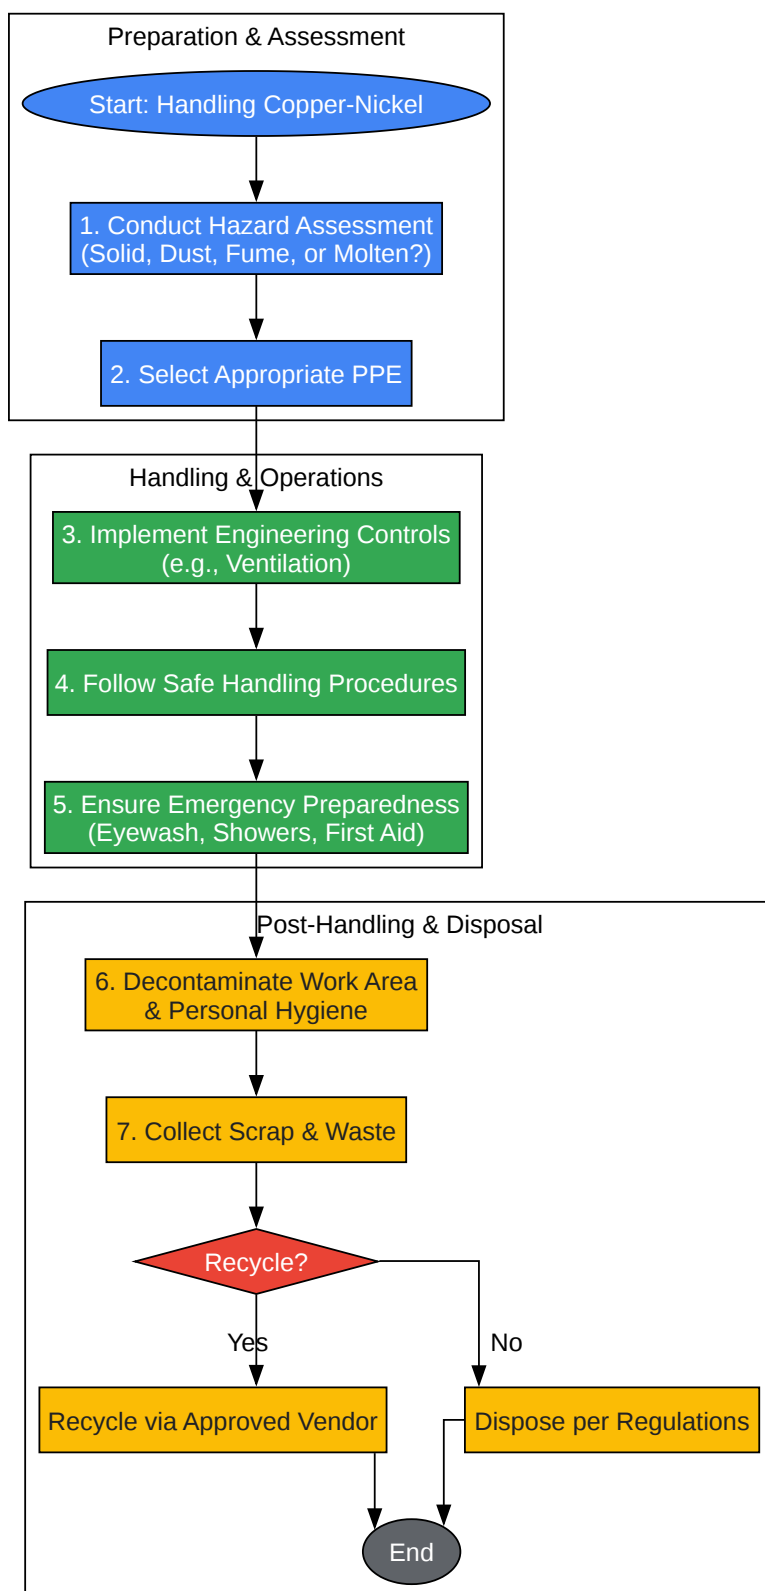 Preparation & Assessment
Start: Handling Copper-Nickel
1. Conduct Hazard Assessment
(Solid, Dust, Fume, or Molten?)
2. Select Appropriate PPE
Handling & Operations
3. Implement Engineering Controls
(e.g., Ventilation)
4. Follow Safe Handling Procedures
5. Ensure Emergency Preparedness
(Eyewash, Showers, First Aid)
Post-Handling & Disposal
6. Decontaminate Work Area
& Personal Hygiene
7. Collect Scrap & Waste
Recycle?
Yes
No
Recycle via Approved Vendor
Dispose per Regulations
End